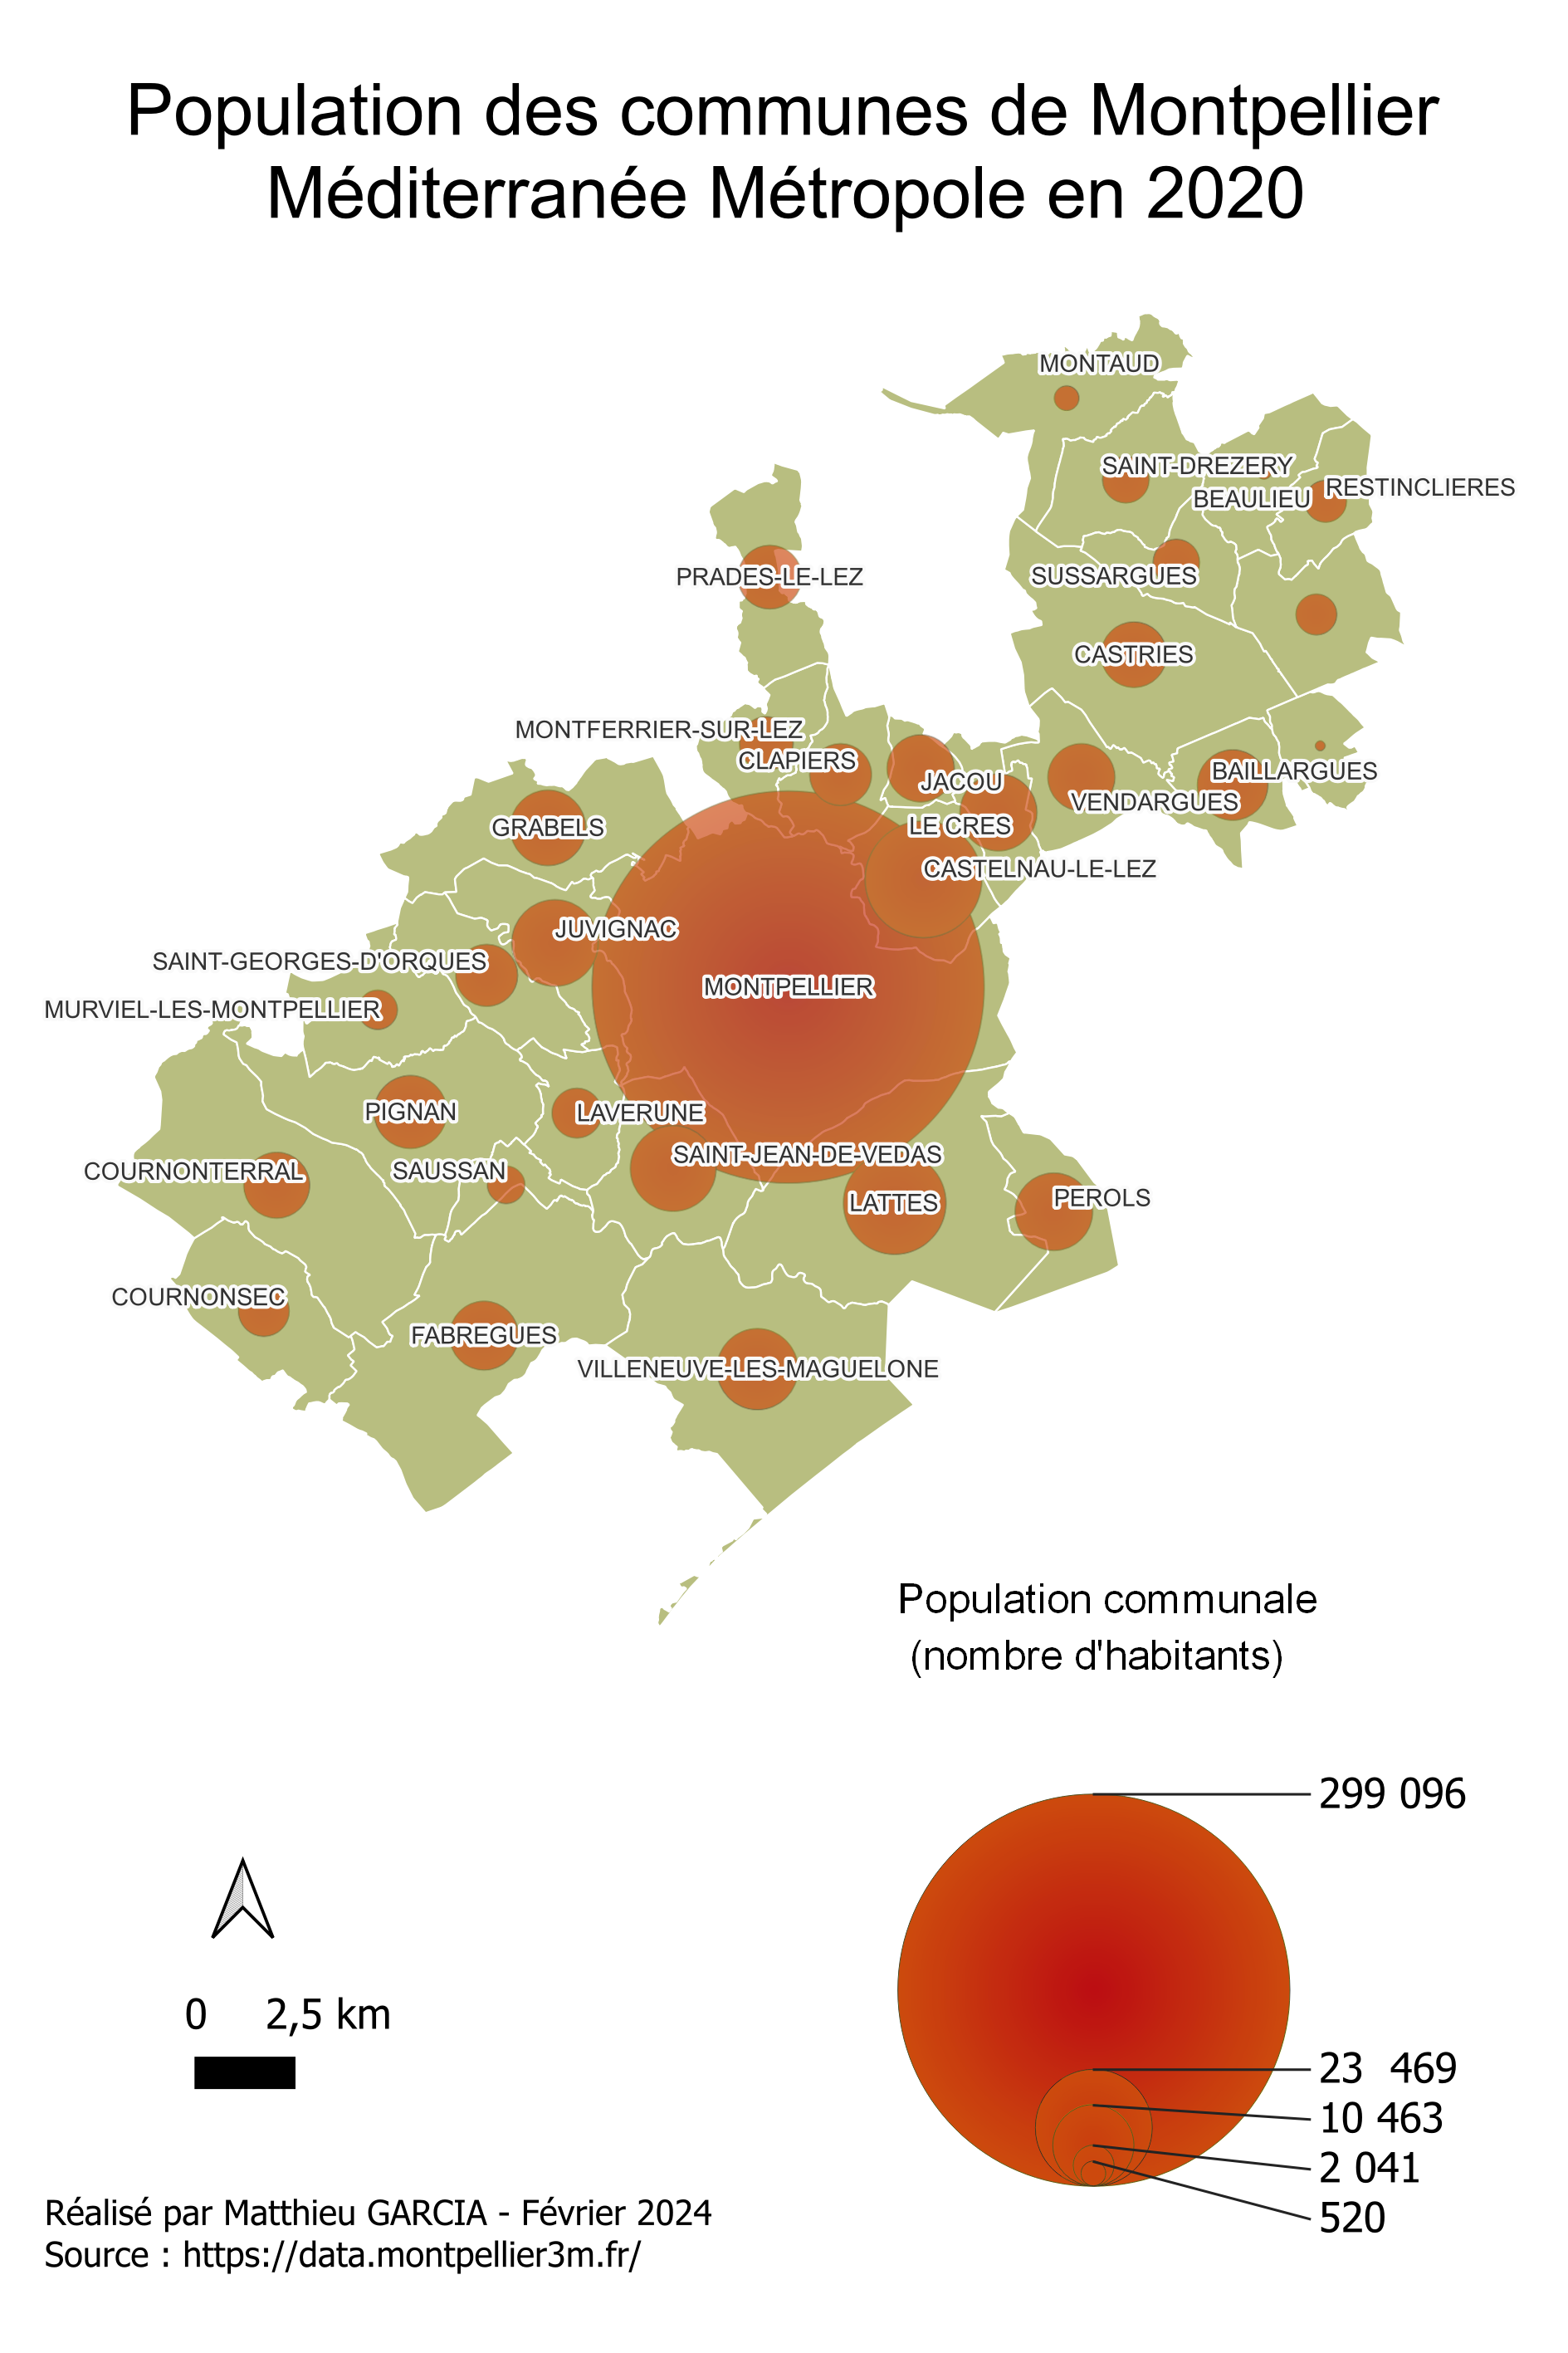 Population des communes de Montpellier
Méditerranée Métropole en 2020
MONTAUD
SAINT-DREZERY
BEAULIEU
RESTINCLIERES
PRADES-LE-LEZ
SUSSARGUES
CASTRIES
MONTFERRIER-SUR-LEZ
CLAPIERS
JACOU
BAILLARGUES
VENDARGUES
GRABELS
LE CRES
CASTELNAU-LE-LEZ
JUVIGNAC
SAINT-GEORGES-D'ORQUES
MONTPELLIER
MURVIEL-LES-MONTPELLIER
PIGNAN
LAVERUNE
SAINT-JEAN-DE-VEDAS
COURNONTERRAL
SAUSSAN
LATTES
PEROLS
COURNONSEC
FABREGUES
VILLENEUVE-LES-MAGUELONE
Population communale
(nombre d'habitants)
299 096
23  469
10 463
2 041
520
0 2,5 km
Réalisé par Matthieu GARCIA - Février 2024
Source : https://data.montpellier3m.fr/